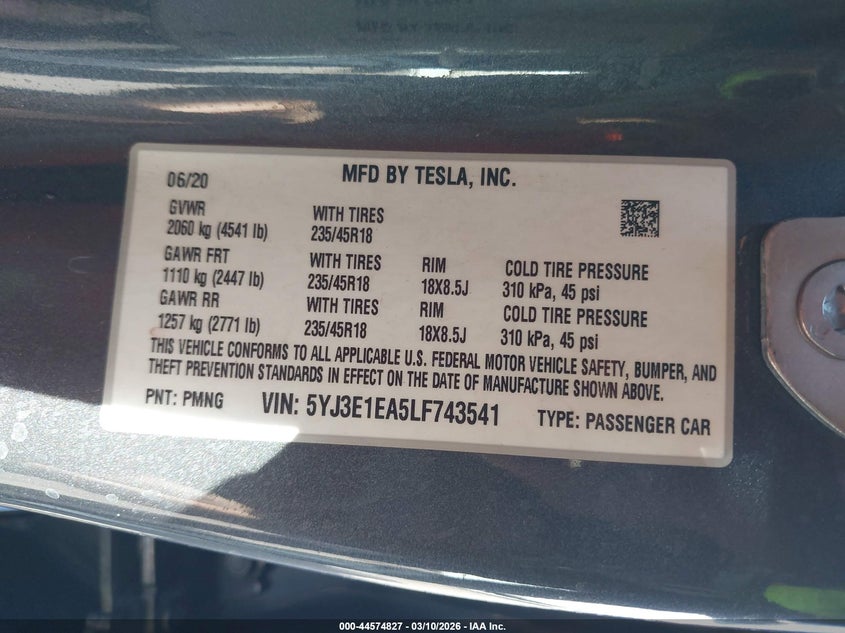 06/20
MFD BY TESLA, INC.
GVWR
2060 kg (4541 lb)
WITH TIRES
235/45R18
GAWR FRT
1110 kg (2447 lb)
WITH TIRES
235/45R18
RIM
18X8.5J
COLD TIRE PRESSURE
310 kPa, 45 psi
GAWR RR
1257 kg (2771 lb)
WITH TIRES
235/45R18
RIM
18X8.5J
COLD TIRE PRESSURE
310 kPa, 45 psi
THIS VEHICLE CONFORMS TO ALL APPLICABLE U.S. FEDERAL MOTOR VEHICLE SAFETY, BUMPER, AND
THEFT PREVENTION STANDARDS IN EFFECT ON THE DATE OF MANUFACTURE SHOWN ABOVE.
PNT: PMNG
VIN: 5YJ3E1EA5LF743541
TYPE: PASSENGER CAR
000-44574827 - 03/10/2026 - IAA Inc.